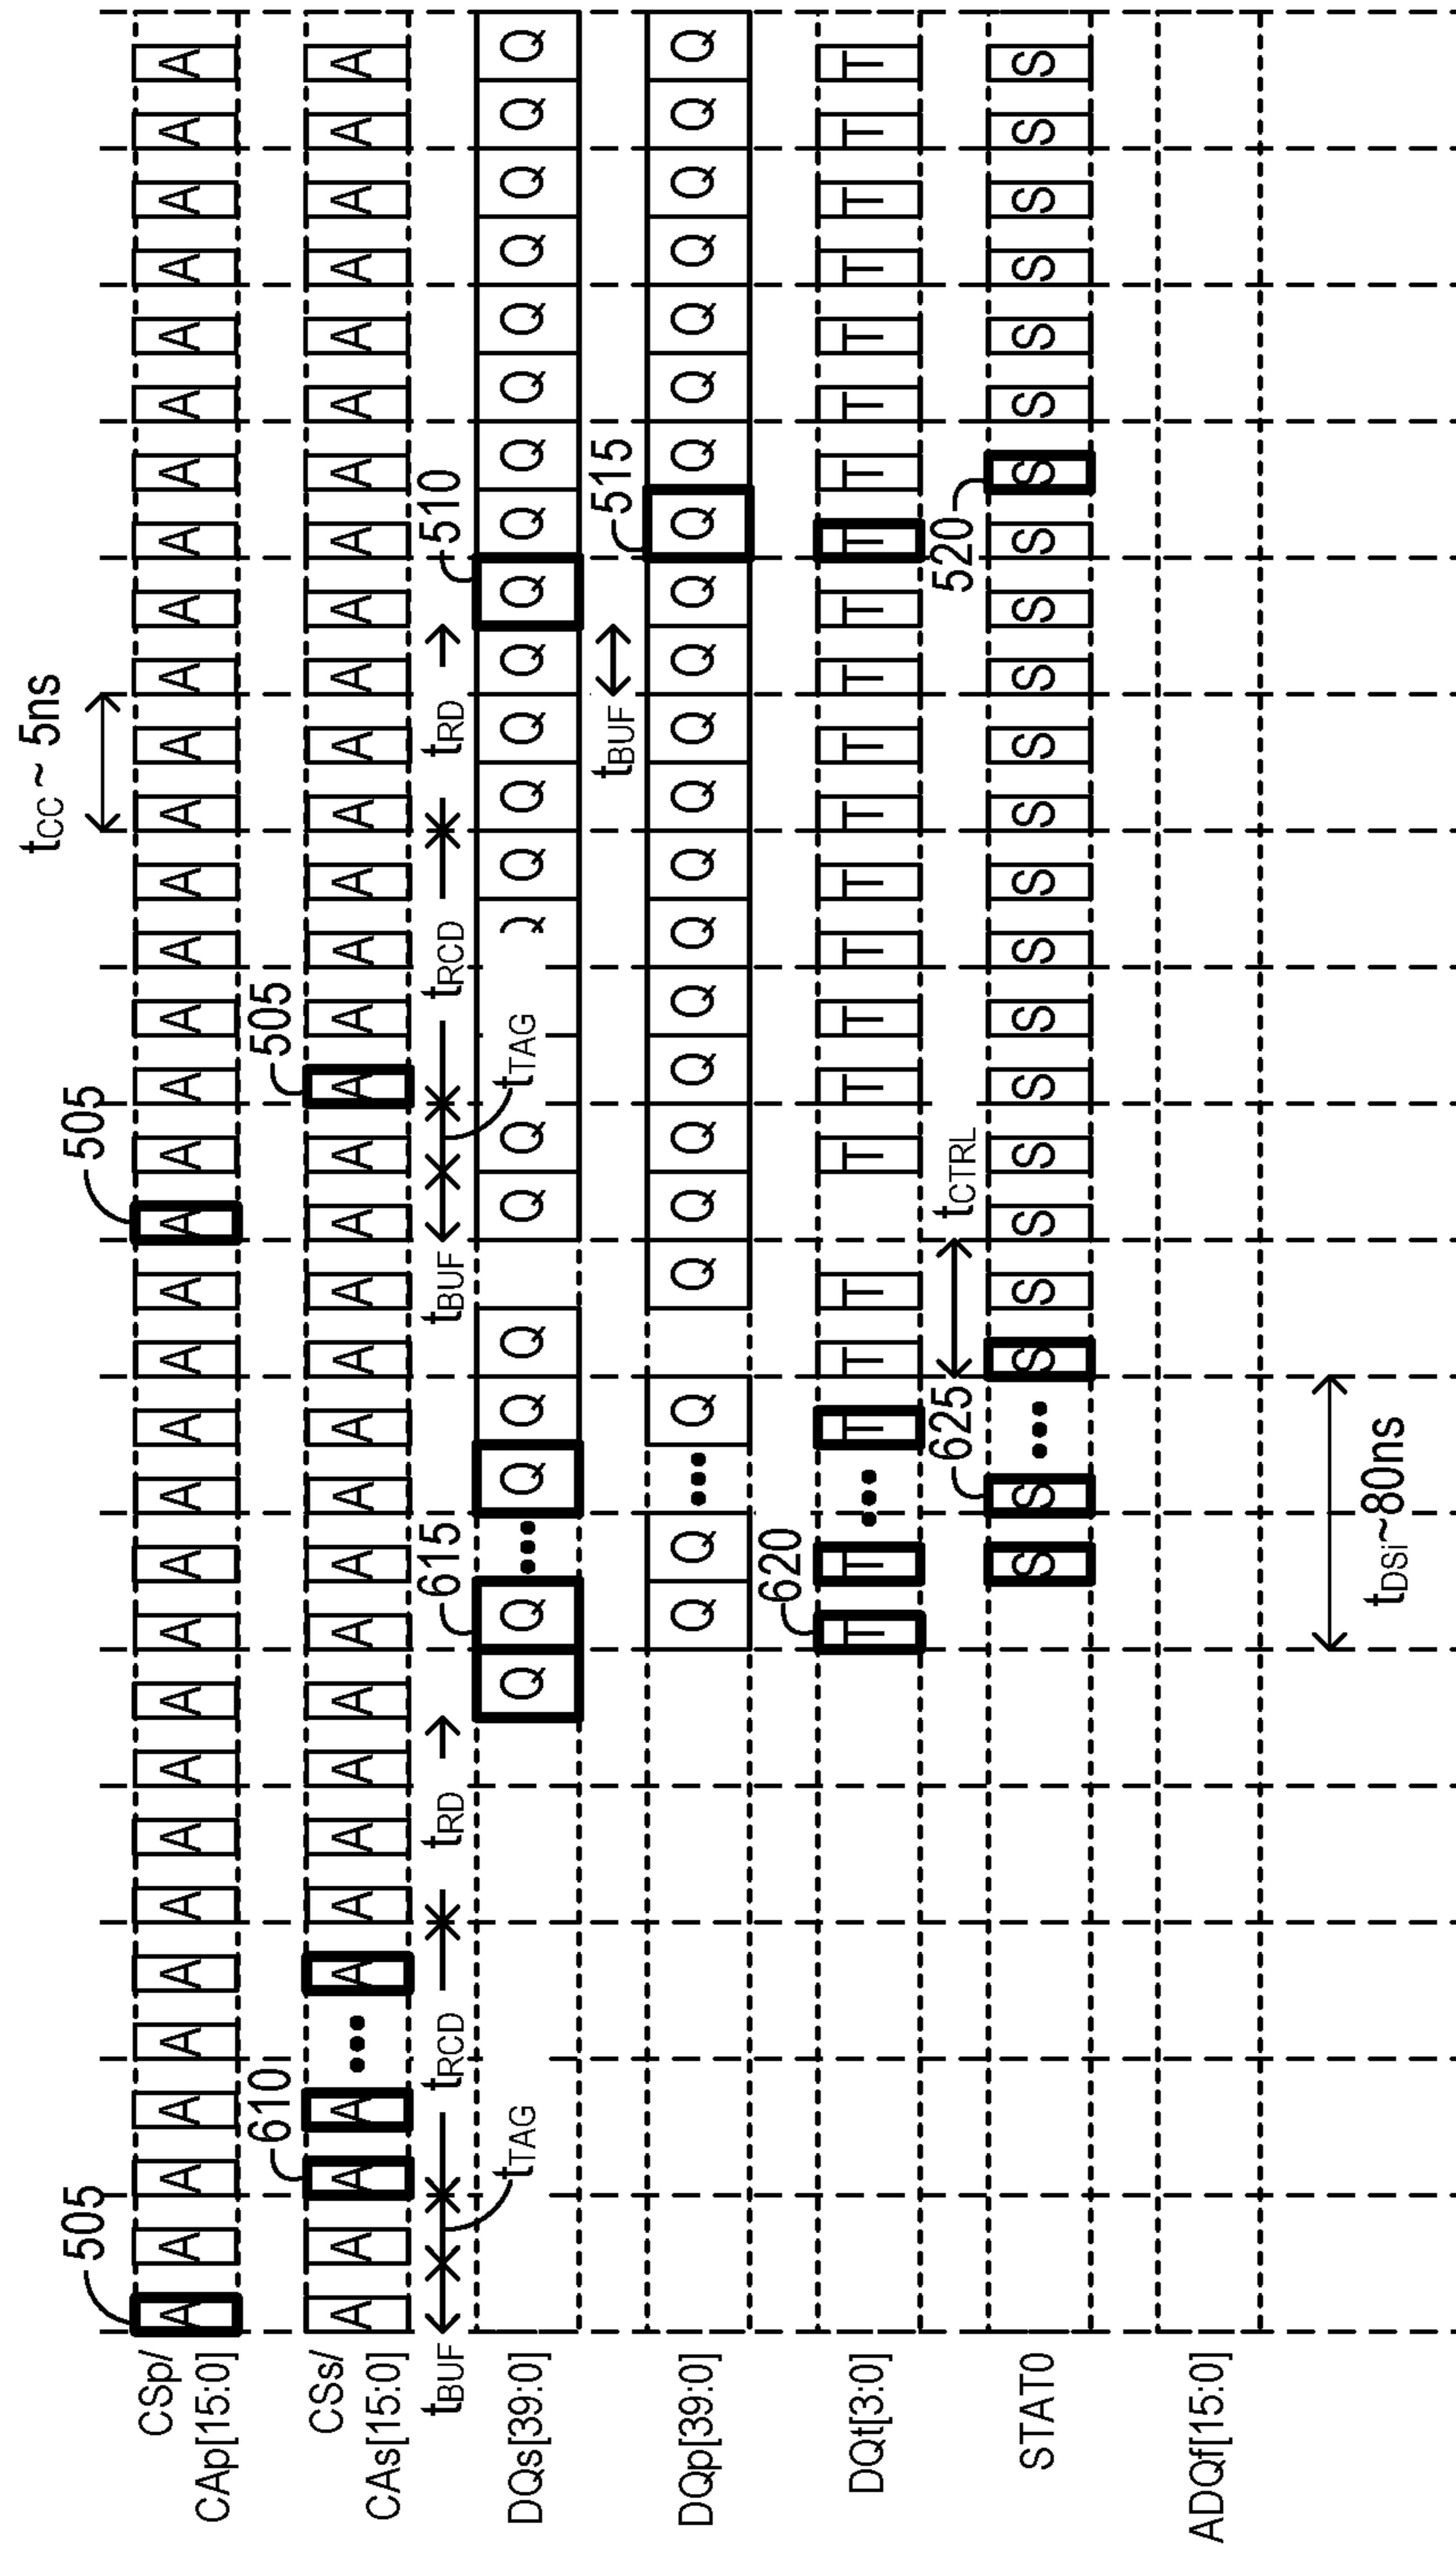 tCC ~ 5ns
505 505
CSp/
CAp[15:0]
A A A A A A A A A A A A A A A A A A A A A A A A A A A A A A A A A A
610 505
CSs/
CAs[15:0]
A A A A ••• A A A A A A A A A A A A A A A A A A A A A A A A A A A A A
tBUF tRCD tRD 615 tBUF tRCD tRD 510
tTAG tTAG
DQs[39:0]
Q Q ••• Q Q Q Q Q Q Q Q Q Q Q Q Q Q Q Q Q Q
tBUF 515
DQp[39:0]
Q Q ••• Q Q Q Q Q Q Q Q Q Q Q Q Q Q Q Q Q Q Q Q
620
DQt[3:0]
T T ••• T T T T T T T T T T T T T T T T T T T T
625 tCTRL 520
STAT0
S S ••• S S S S S S S S S S S S S S S S S S S S
ADQf[15:0]
tDSi~80ns